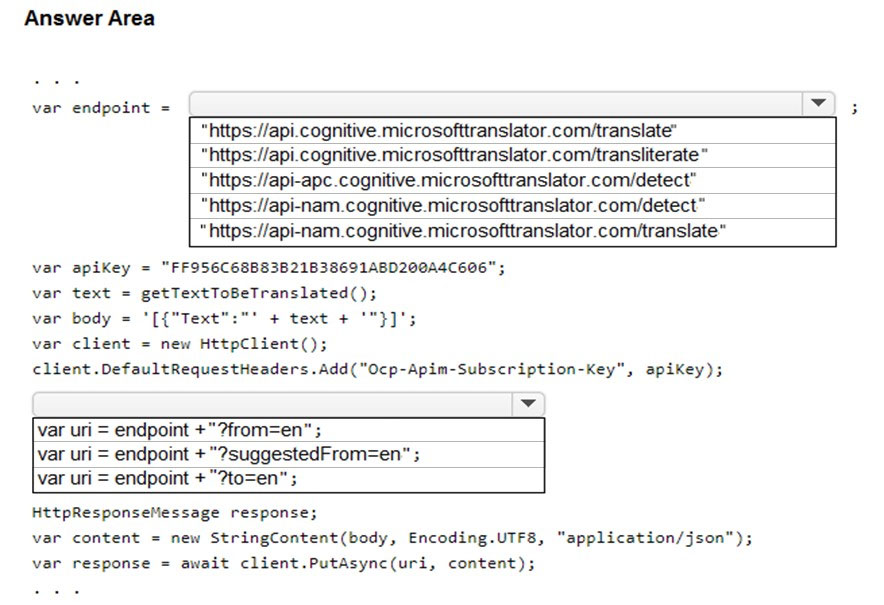 Answer Area
. . .
var endpoint = ;
"https://api.cognitive.microsofttranslator.com/translate"
"https://api.cognitive.microsofttranslator.com/transliterate"
"https://api-apc.cognitive.microsofttranslator.com/detect"
"https://api-nam.cognitive.microsofttranslator.com/detect"
"https://api-nam.cognitive.microsofttranslator.com/translate"
var apiKey = "FF956C68B83B21B38691ABD200A4C606";
var text = getTextToBeTranslated();
var body = '[{"Text":"' + text + '"}]';
var client = new HttpClient();
client.DefaultRequestHeaders.Add("Ocp-Apim-Subscription-Key", apiKey);
var uri = endpoint + "?from=en";
var uri = endpoint + "?suggestedFrom=en";
var uri = endpoint + "?to=en";
HttpResponseMessage response;
var content = new StringContent(body, Encoding.UTF8, "application/json");
var response = await client.PutAsync(uri, content);
. . .